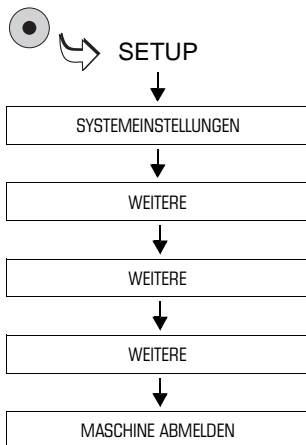 SETUP
SYSTEMEINSTELLUNGEN
WEITERE
WEITERE
WEITERE
MASCHINE ABMELDEN